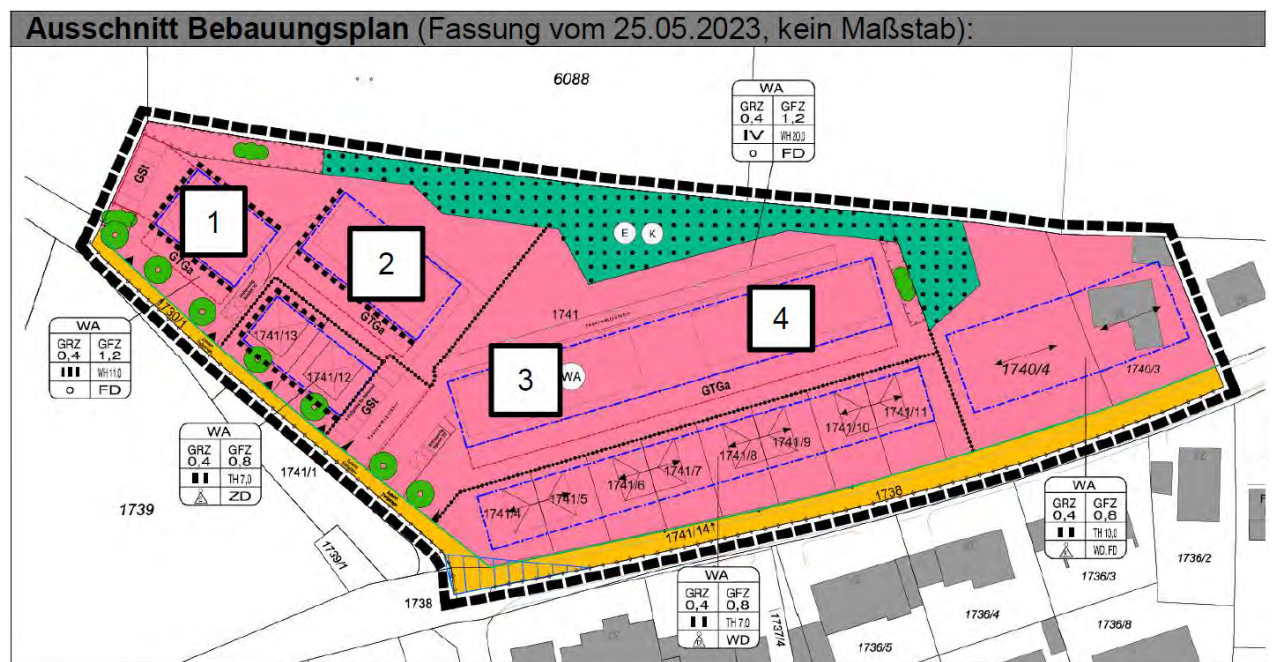 Ausschnitt Bebauungsplan (Fassung vom 25.05.2023, kein Maßstab):
6088
WA
GRZ GFZ
0,4 1,2
IV WH 20,0
o FD
GSt
1
2
GTGa
GTGa
1730/1
1741
4
3
WA
GTGa
1741/13
1741/12
GSt
WA
GRZ GFZ
0,4 1,2
III WH 11,0
o FD
1740/4
1740/3
1741/11
1741/10
1741/9
1741/8
1741/7
1741/6
1741/5
1741/4
WA
GRZ GFZ
0,4 0,8
II TH 7,0
ZD
1741/1
1739
1739/1
1738
1741/14
1738
WA
GRZ GFZ
0,4 0,8
II TH 10,0
WD, FD
WA
GRZ GFZ
0,4 0,8
II TH 7,0
WD
E K
1736/2
1736/3
1736/4
1736/8
1736/5
1737/4